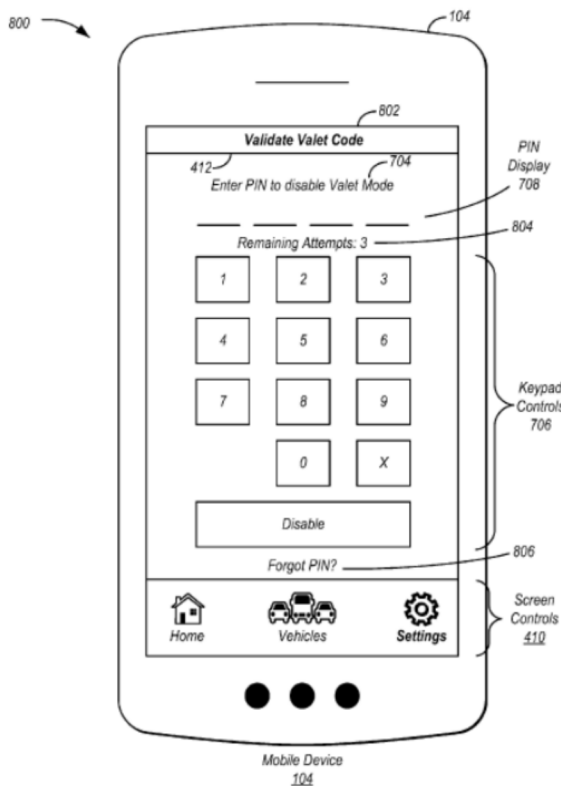 800
104
802
Validate Valet Code
412
704
Enter PIN to disable Valet Mode
PIN
Display
708
Remaining Attempts: 3
804
1 2 3
4 5 6
7 8 9
0 X
Keypad
Controls
706
Disable
Forgot PIN?
806
Home Vehicles Settings
Screen
Controls
410
Mobile Device
104